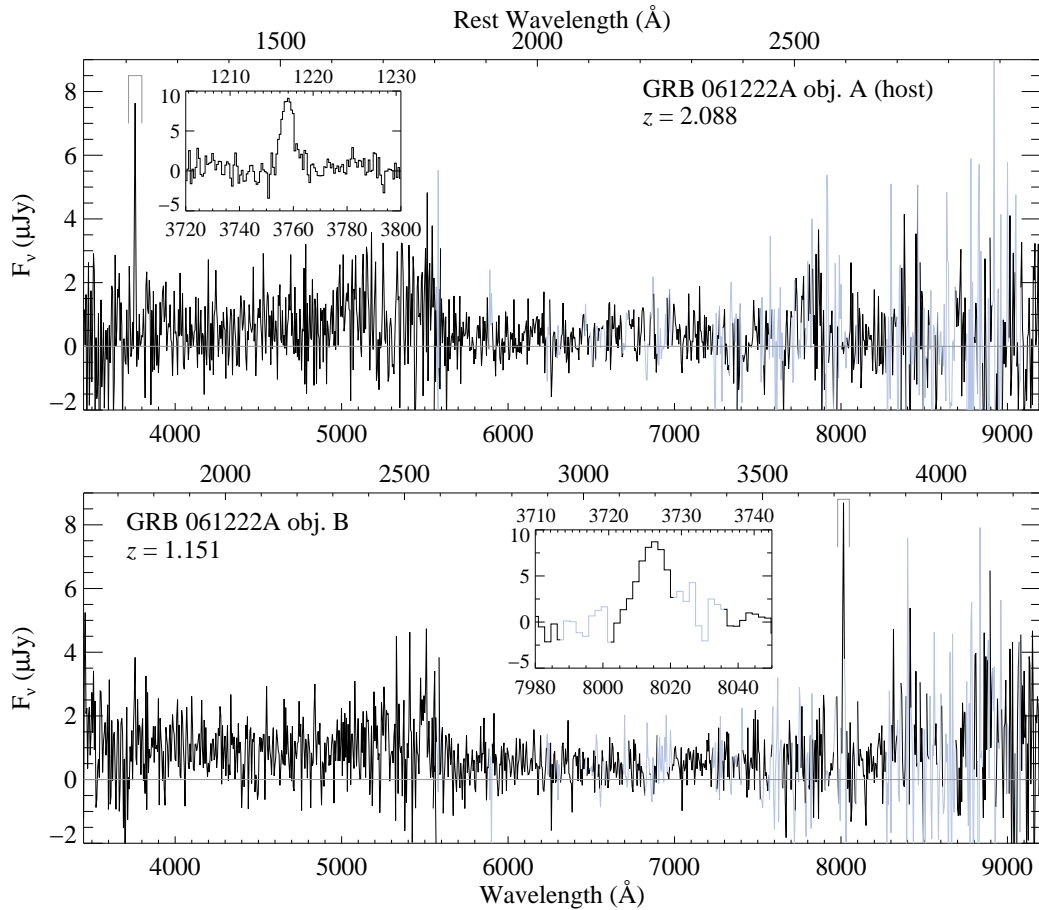 Rest Wavelength (Å)
1500 2000 2500
GRB 061222A obj. A (host)
z = 2.088
1210 1220 1230
10
5
0
−5
3720 3740 3760 3780 3800
8
6
4
2
0
−2
Fν (μJy)
4000 5000 6000 7000 8000 9000
2000 2500 3000 3500 4000
GRB 061222A obj. B
z = 1.151
3710 3720 3730 3740
10
5
0
−5
7980 8000 8020 8040
8
6
4
2
0
−2
Fν (μJy)
4000 5000 6000 7000 8000 9000
Wavelength (Å)